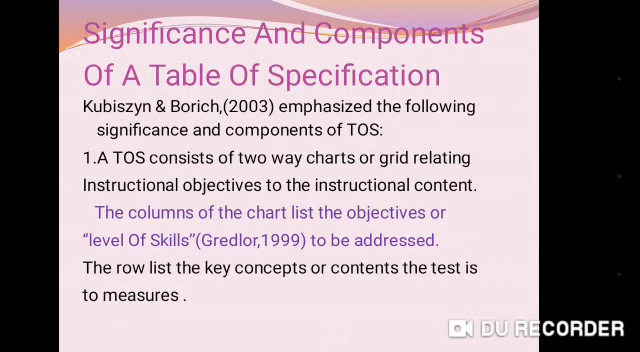 Significance And Components
Of A Table Of Specification
Kubiszyn & Borich,(2003) emphasized the following
significance and components of TOS:
1.A TOS consists of two way charts or grid relating
Instructional objectives to the instructional content.
The columns of the chart list the objectives or
“level Of Skills”(Gredlor,1999) to be addressed.
The row list the key concepts or contents the test is
to measures .
DU RECORDER